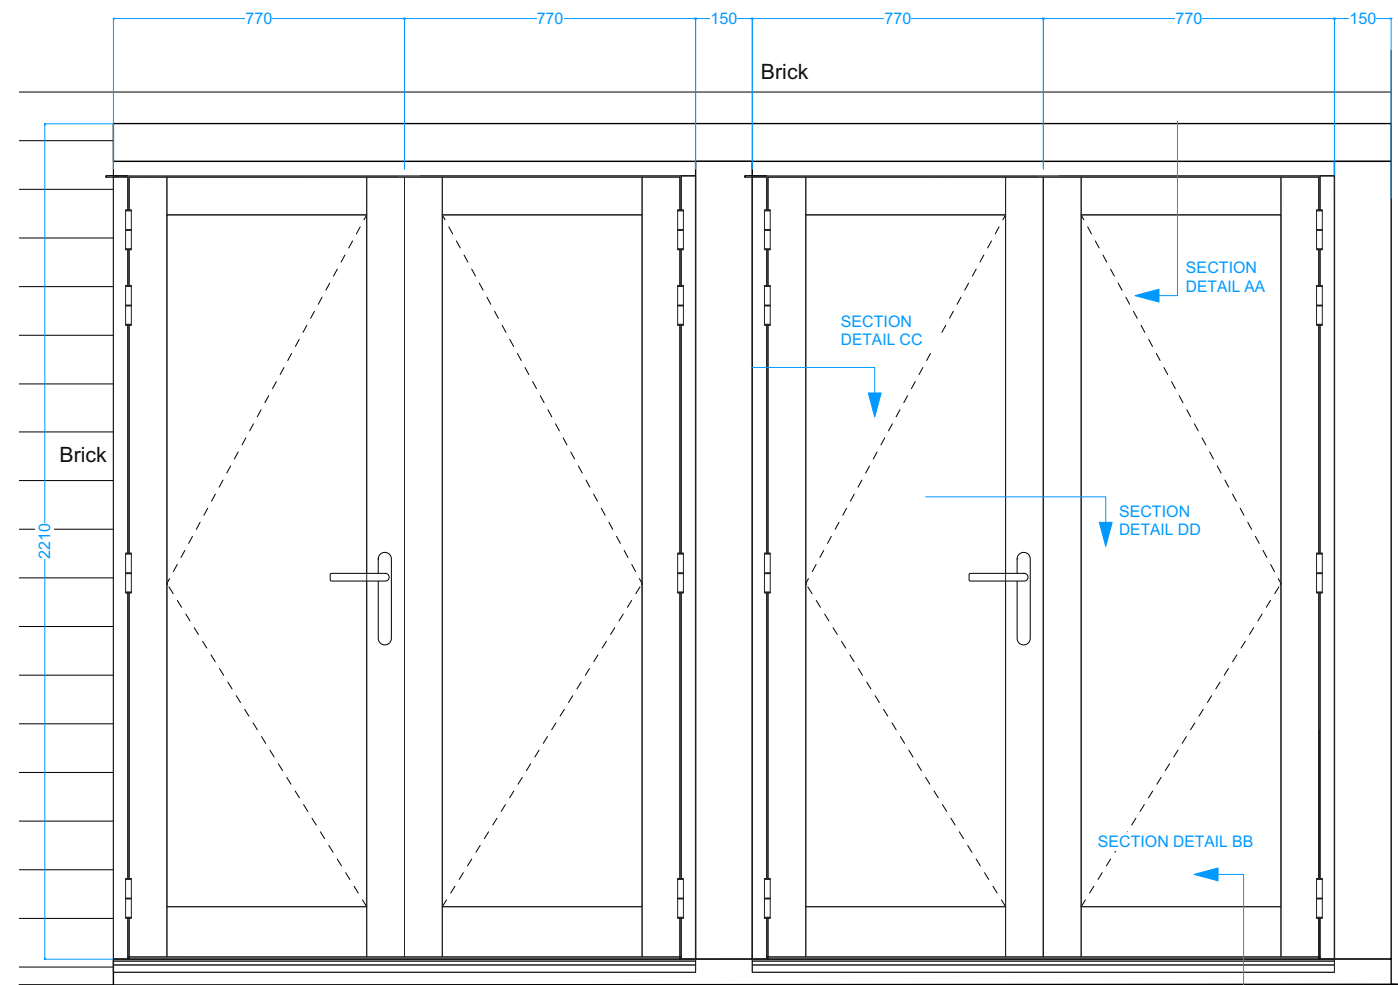 770
770
150
770
770
150
Brick
SECTION
DETAIL AA
SECTION
DETAIL CC
Brick
SECTION
DETAIL DD
2210
SECTION DETAIL BB